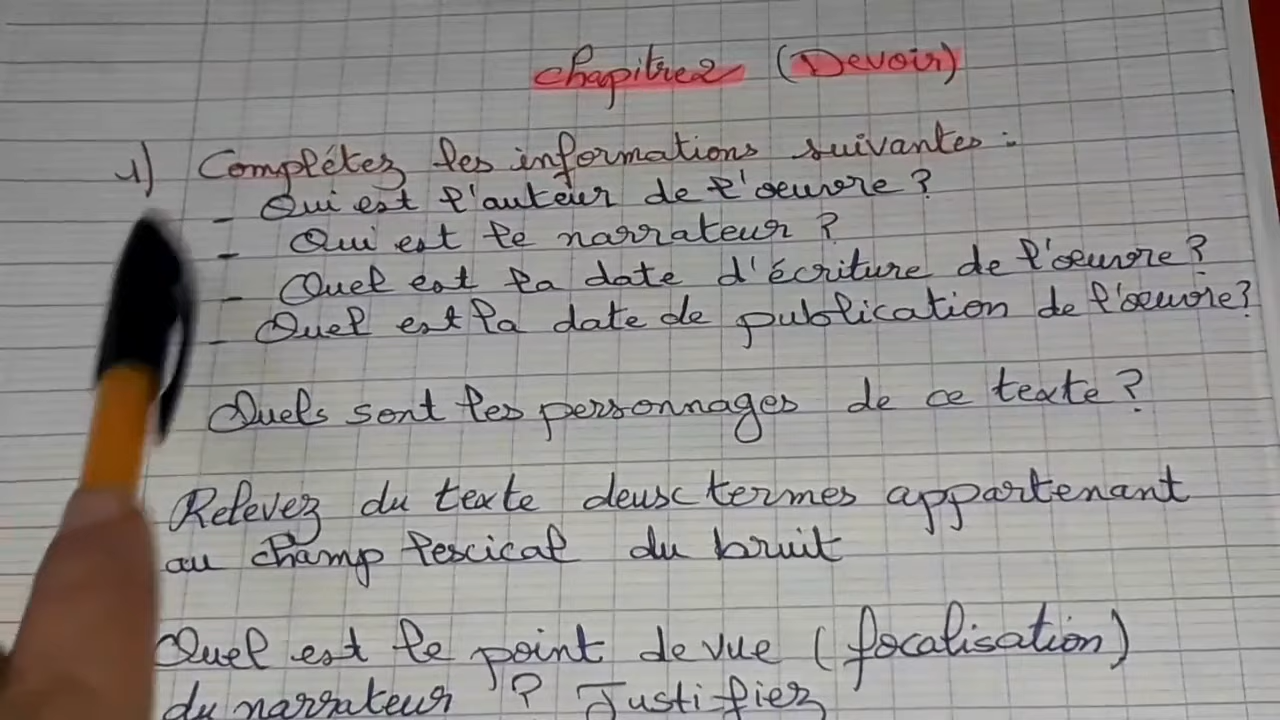 Chapitre2 (Devoir)
1) Complétez les informations suivantes :
- Qui est l'auteur de l'oeuvre ?
- Qui est le narrateur ?
- Quel est la date d'écriture de l'oeuvre ?
- Quel est la date de publication de l'oeuvre ?
Quels sont les personnages de ce texte ?
Relevez du texte deux termes appartenant
au champ lexical du bruit
Quel est le point de vue (focalisation)
du narrateur ? Justifiez